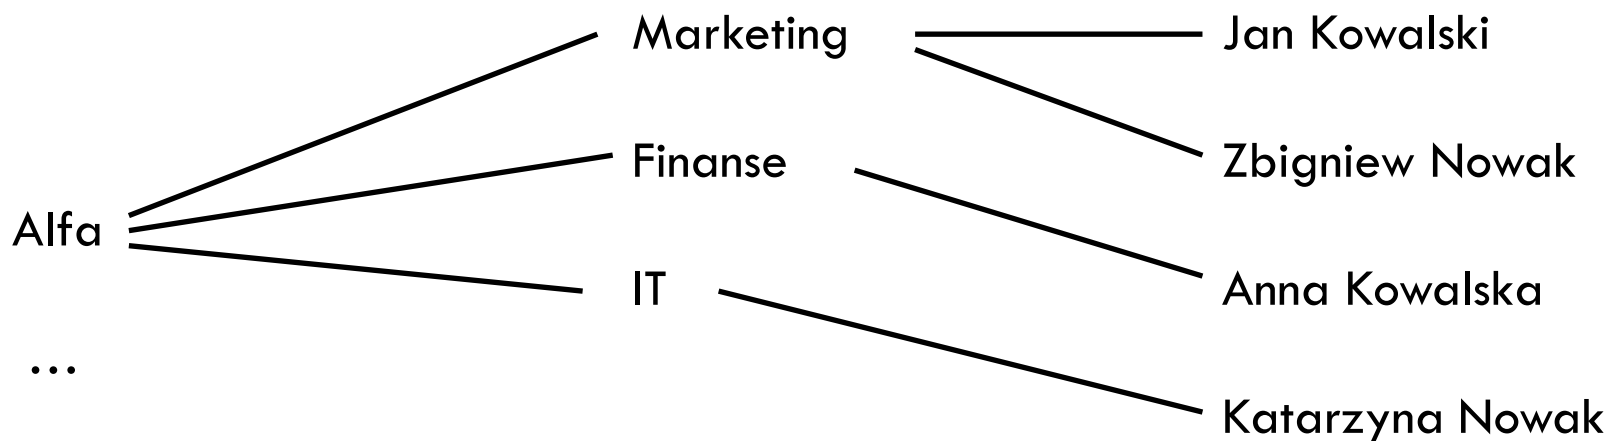 Marketing
Jan Kowalski
Finanse
Zbigniew Nowak
Alfa
IT
Anna Kowalska
...
Katarzyna Nowak